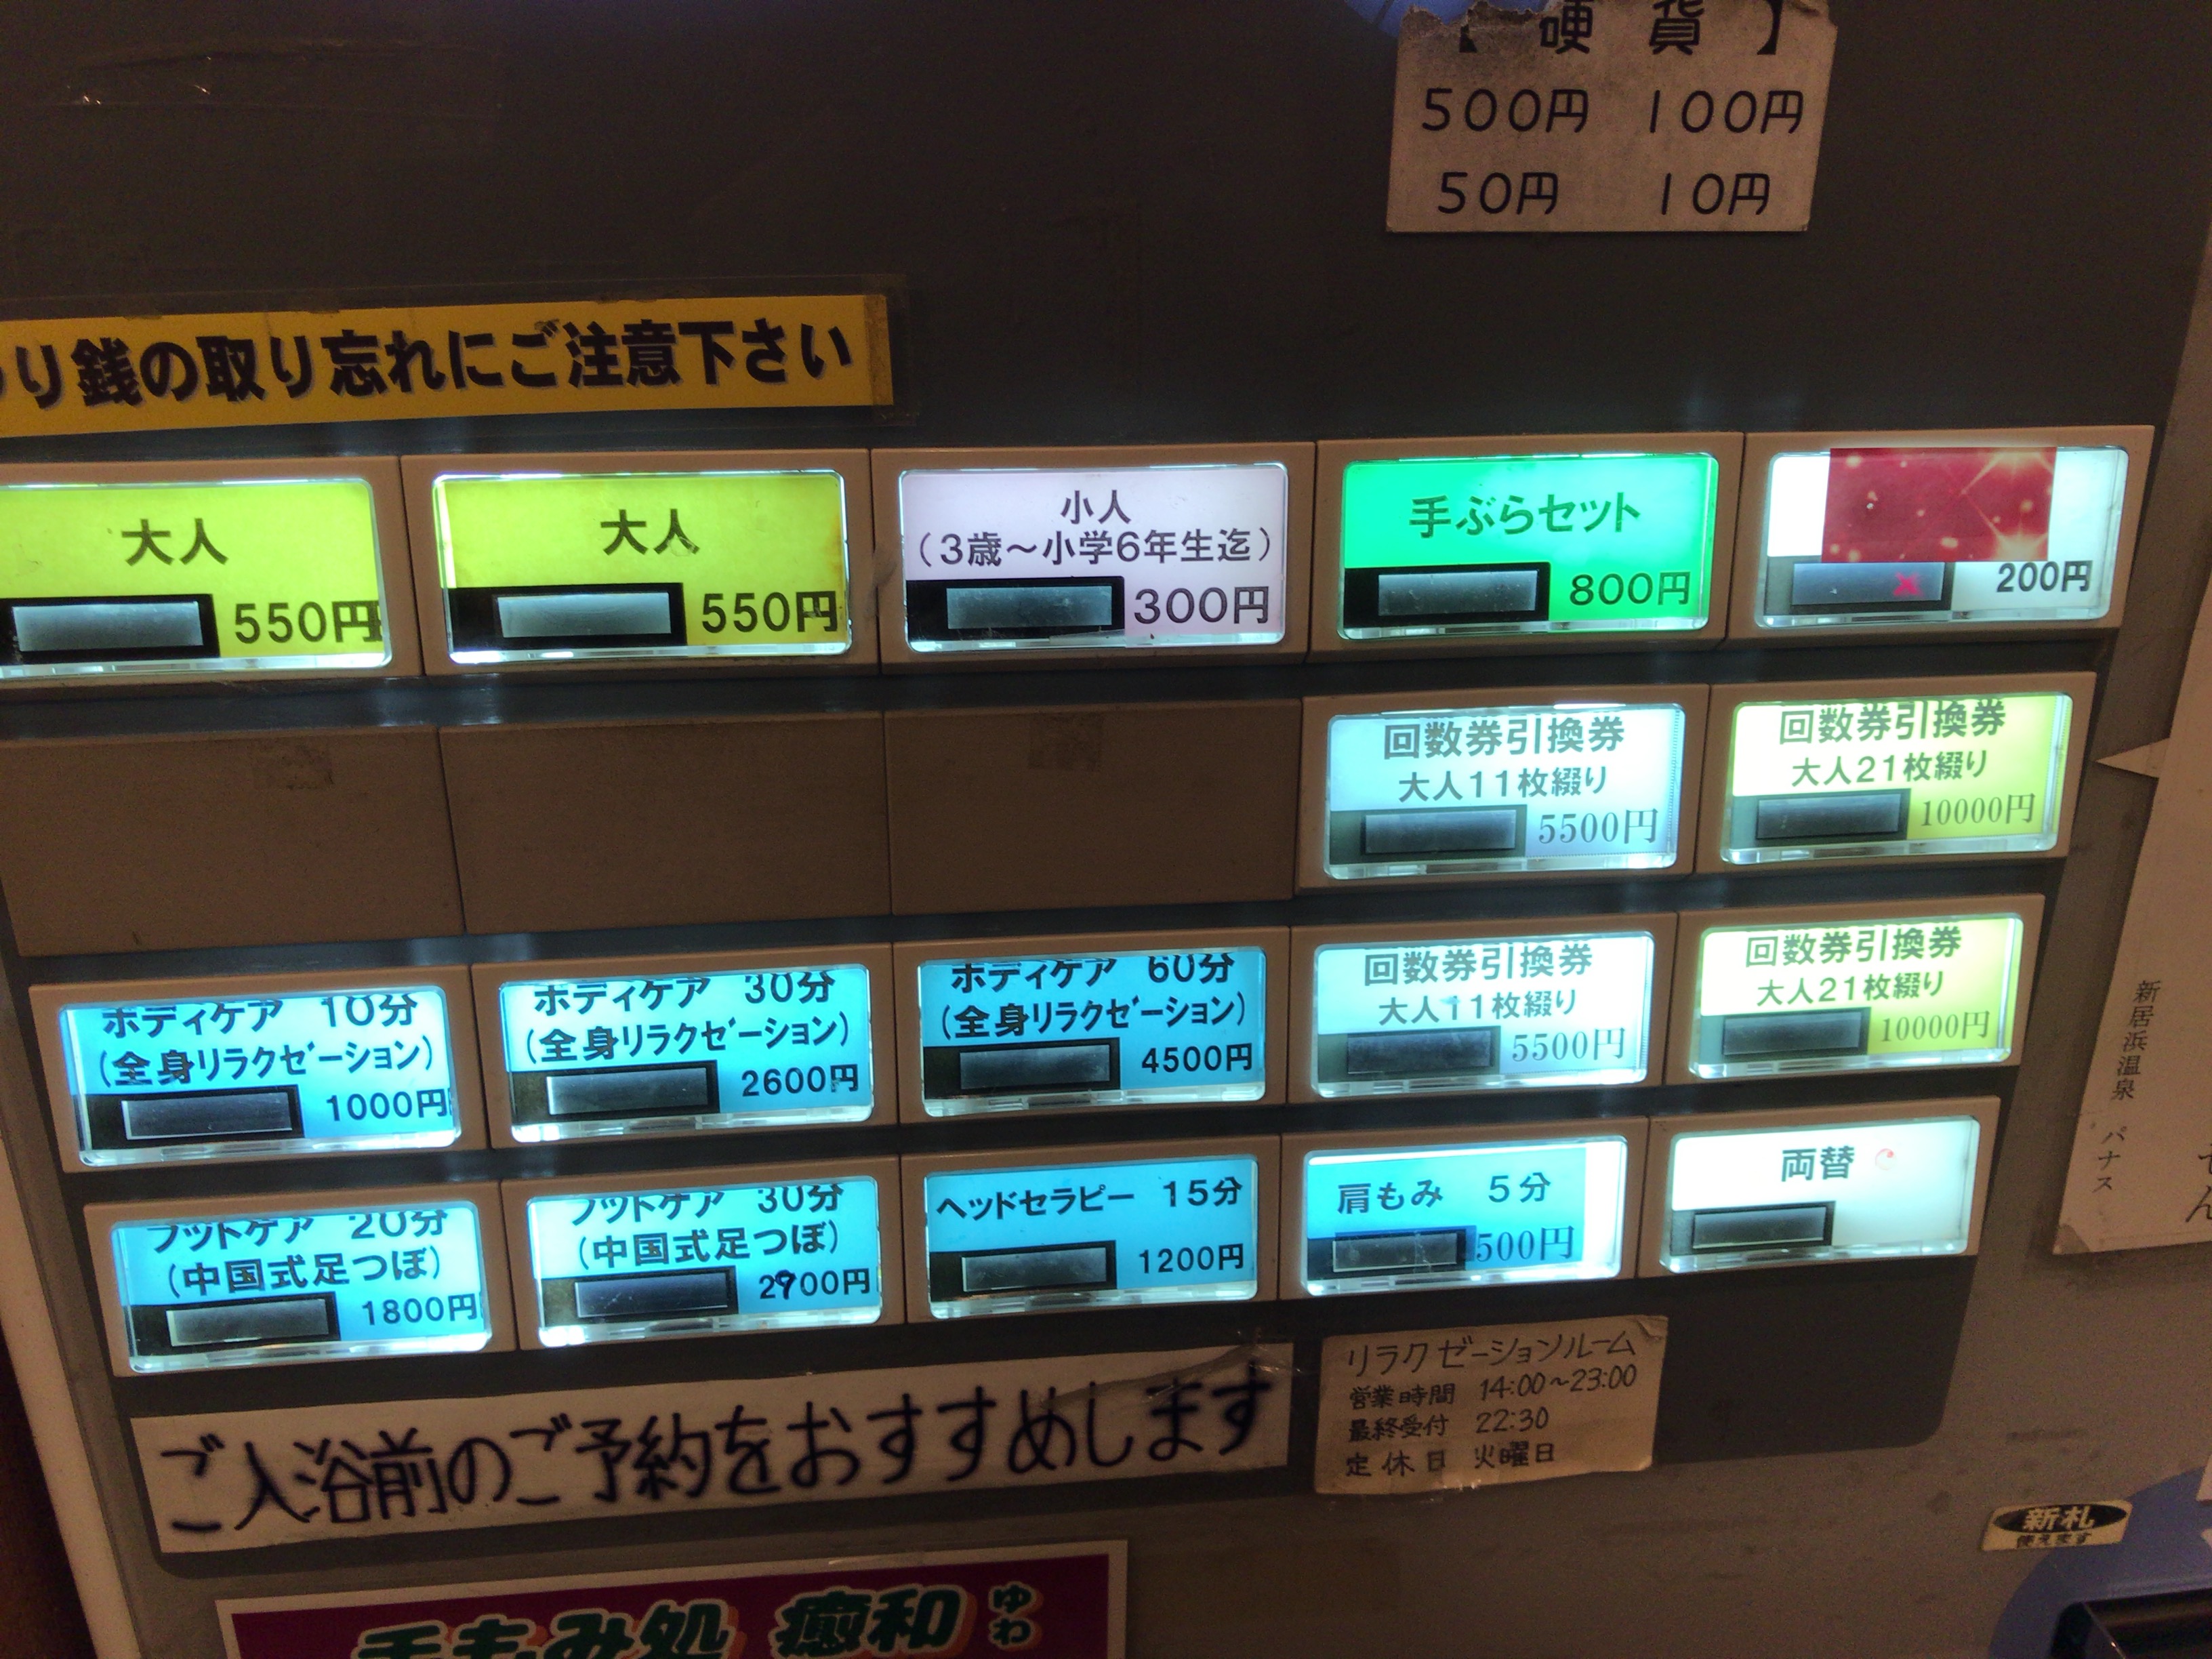 【硬貨】
500円 100円
50円 10円
り銭の取り忘れにご注意下さい
大人
550円
大人
550円
小人
(3歳～小学6年生迄)
300円
手ぶらセット
800円
200円
回数券引換券
大人11枚綴り
5500円
回数券引換券
大人21枚綴り
10000円
ボディケア 10分
(全身リラクゼーション)
1000円
ボディケア 30分
(全身リラクゼーション)
2600円
ボディケア 60分
(全身リラクゼーション)
4500円
回数券引換券
大人11枚綴り
5500円
回数券引換券
大人21枚綴り
10000円
フットケア 20分
(中国式足つぼ)
1800円
フットケア 30分
(中国式足つぼ)
2900円
ヘッドセラピー 15分
1200円
肩もみ 5分
500円
両替
新居浜温泉 パナス
ご入浴前のご予約をおすすめします
リラクゼーションルーム
営業時間 14:00～23:00
最終受付 22:30
定休日 火曜日
新札
使えます
手もみ処 癒和
ゆわ